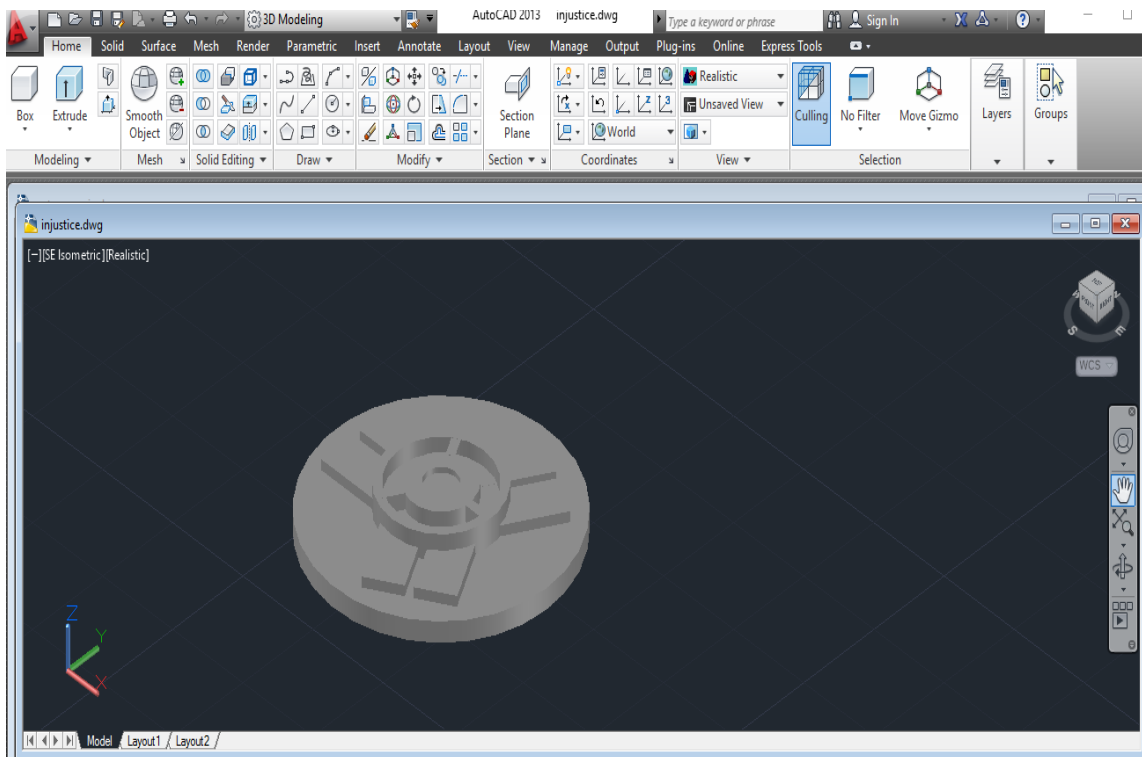 3D Modeling AutoCAD 2013 injustice.dwg Type a keyword or phrase Sign In
Home Solid Surface Mesh Render Parametric Insert Annotate Layout View Manage Output Plug-ins Online Express Tools
Realistic
Unsaved View
Box Extrude Smooth Object Section Plane Culling No Filter Move Gizmo Layers Groups
World
Modeling Mesh Solid Editing Draw Modify Section Coordinates View Selection
injustice.dwg
[−][SE Isometric][Realistic]
TOP
S E
WCS
Z
Y
X
Model Layout1 Layout2